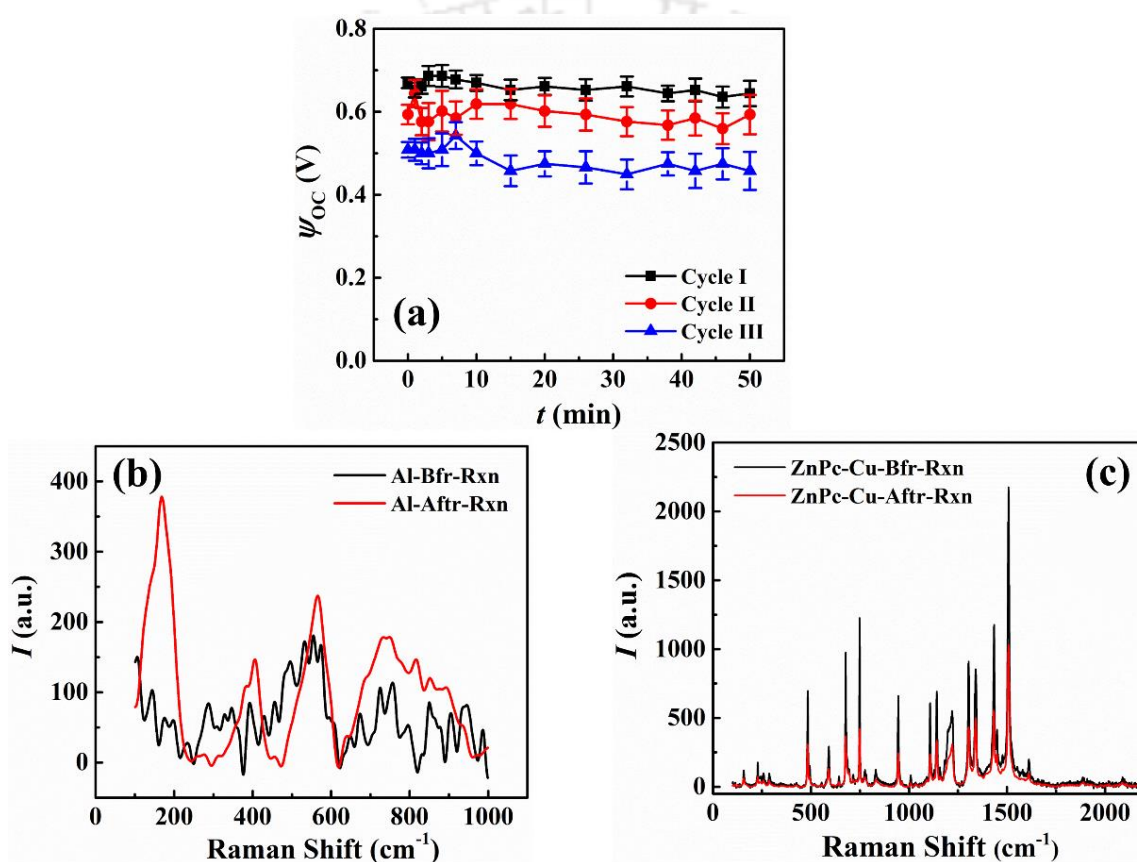 0.8
0.6
0.4
0.2
0.0
ψOC (V)
(a)
Cycle I
Cycle II
Cycle III
0 10 20 30 40 50
t (min)
400
300
200
100
0
I (a.u.)
(b)
Al-Bfr-Rxn
Al-Aftr-Rxn
0 200 400 600 800 1000
Raman Shift (cm-1)
2500
2000
1500
1000
500
0
I (a.u.)
ZnPc-Cu-Bfr-Rxn
ZnPc-Cu-Aftr-Rxn
(c)
0 500 1000 1500 2000
Raman Shift (cm-1)